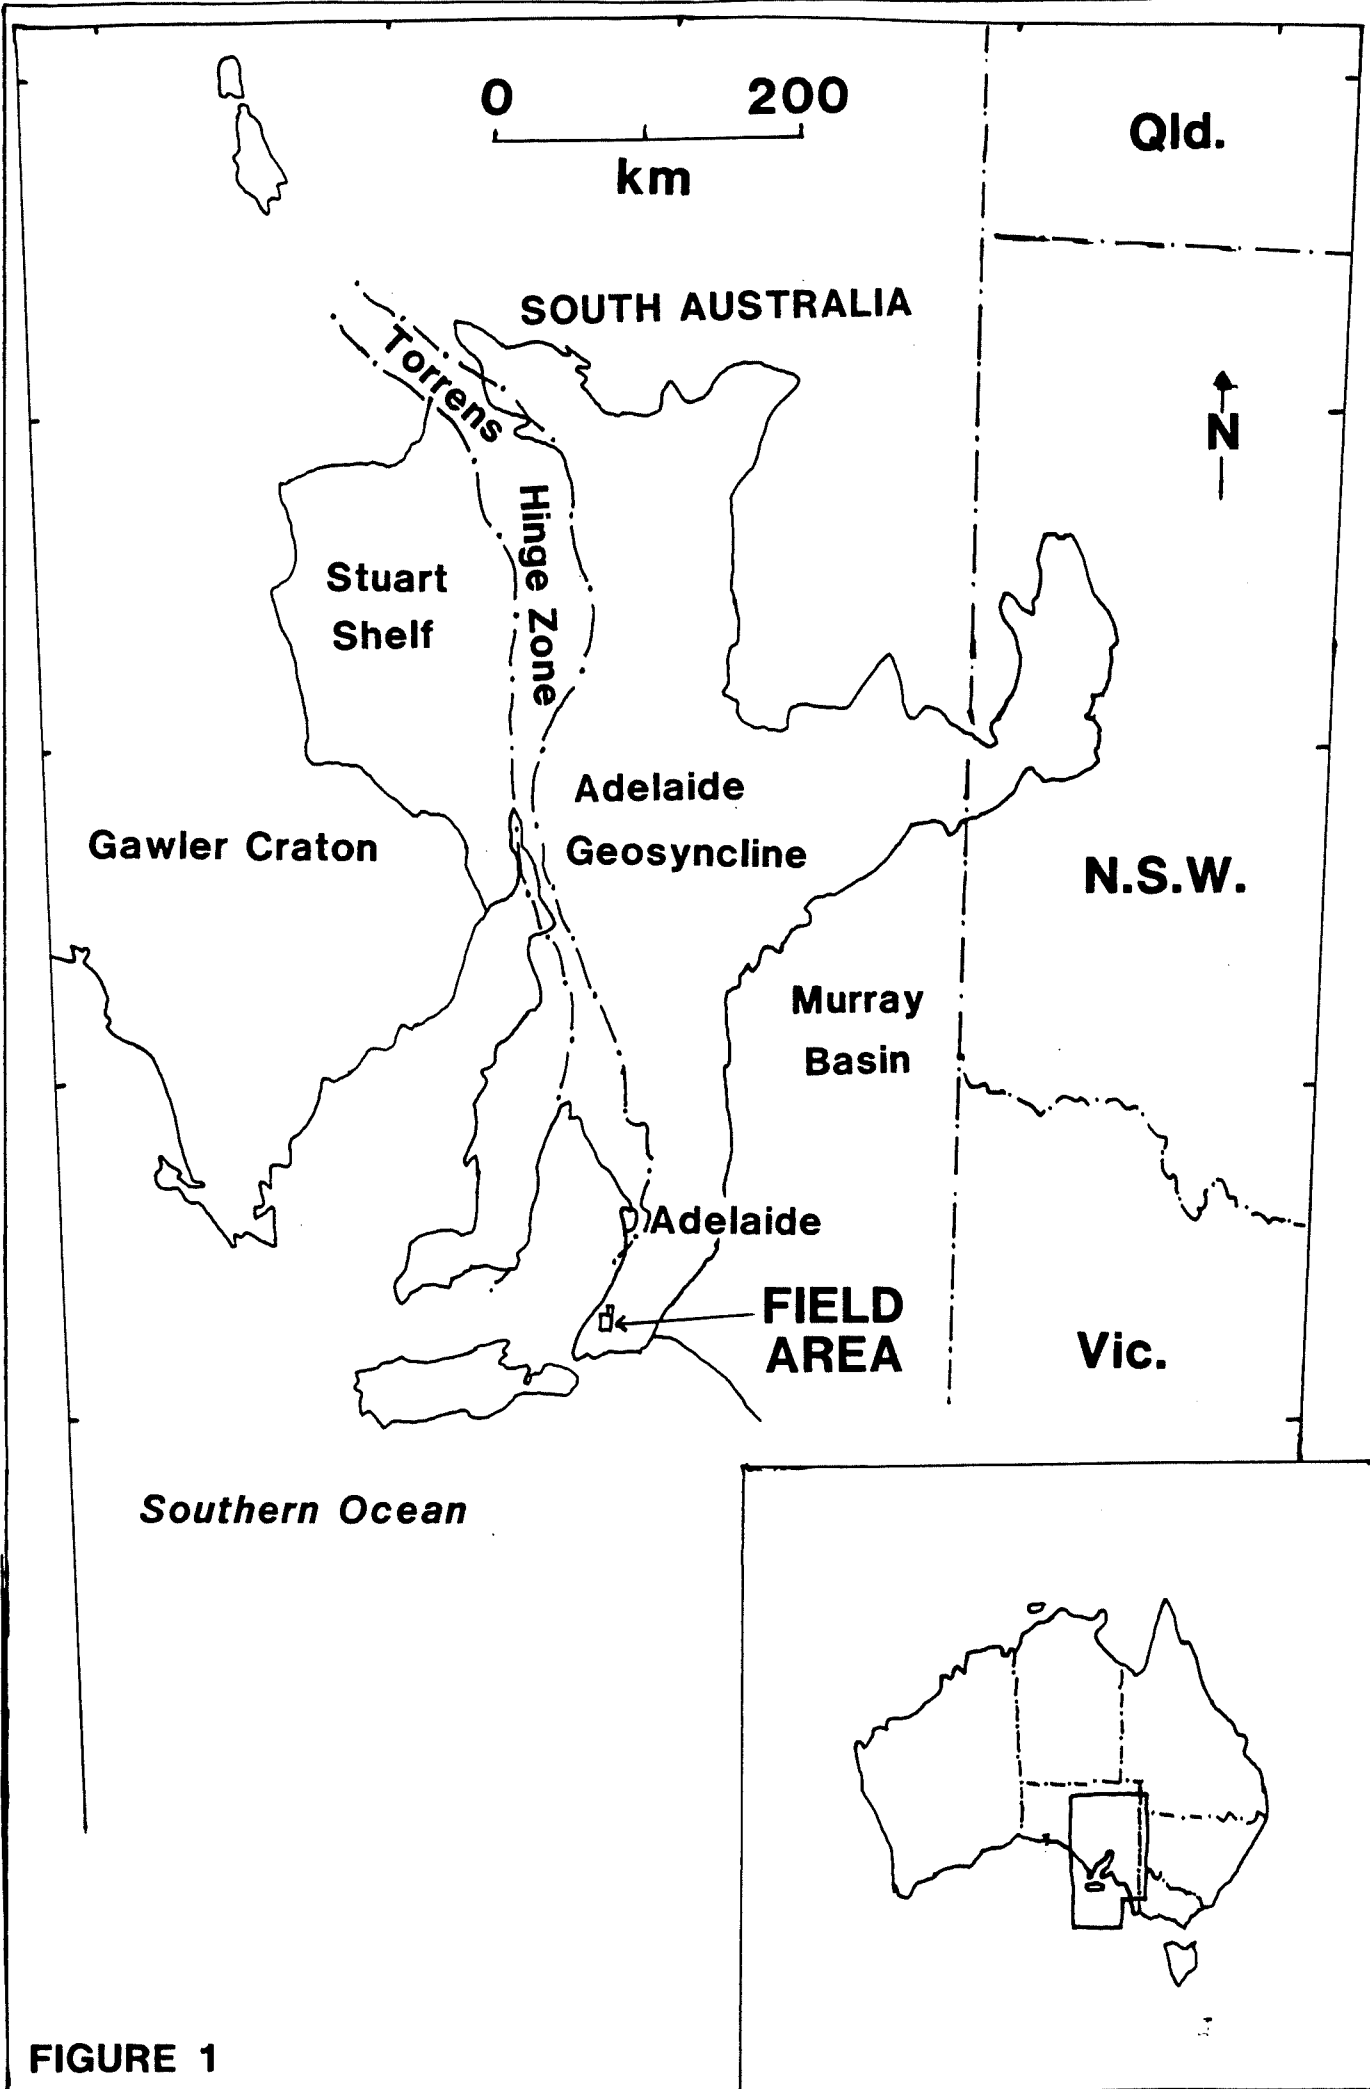 0 200
km
Qld.
SOUTH AUSTRALIA
Torrens
N
Hinge Zone
Stuart
Shelf
Adelaide
Geosyncline
Gawler Craton
N.S.W.
Murray
Basin
Adelaide
FIELD
AREA
Vic.
Southern Ocean
FIGURE 1